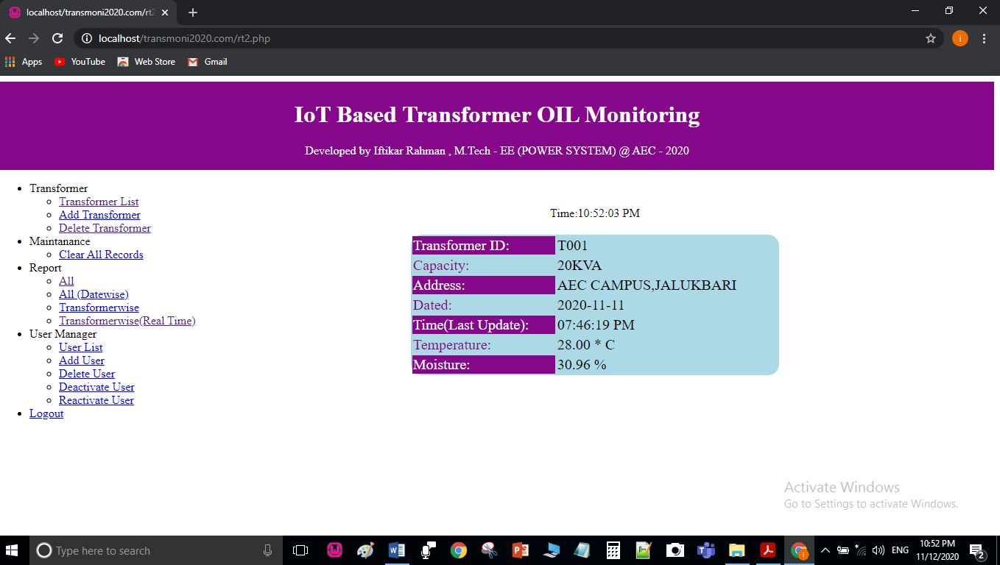 localhost/transmoni2020.com/rt2
localhost/transmoni2020.com/rt2.php
i
Apps YouTube Web Store Gmail
IoT Based Transformer OIL Monitoring
Developed by Iftikar Rahman , M.Tech - EE (POWER SYSTEM) @ AEC - 2020
Transformer
Transformer List
Add Transformer
Delete Transformer
Maintanance
Clear All Records
Report
All
All (Datewise)
Transformerwise
Transformerwise(Real Time)
User Manager
User List
Add User
Delete User
Deactivate User
Reactivate User
Logout
Time:10:52:03 PM
Transformer ID: T001
Capacity: 20KVA
Address: AEC CAMPUS,JALUKBARI
Dated: 2020-11-11
Time(Last Update): 07:46:19 PM
Temperature: 28.00 * C
Moisture: 30.96 %
Activate Windows
Go to Settings to activate Windows.
Type here to search
ENG
10:52 PM
11/12/2020
2